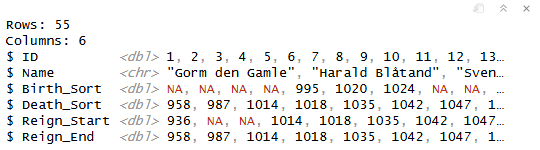 Rows: 55
Columns: 6
$ ID          <dbl> 1, 2, 3, 4, 5, 6, 7, 8, 9, 10, 11, 12, 13…
$ Name        <chr> "Gorm den Gamle", "Harald Blåtand", "Sven…
$ Birth_Sort  <dbl> NA, NA, NA, NA, 995, 1020, 1024, NA, NA, …
$ Death_Sort  <dbl> 958, 987, 1014, 1018, 1035, 1042, 1047, 1…
$ Reign_Start <dbl> 936, NA, NA, 1014, 1018, 1035, 1042, 1047…
$ Reign_End   <dbl> 958, 987, 1014, 1018, 1035, 1042, 1047, 1…